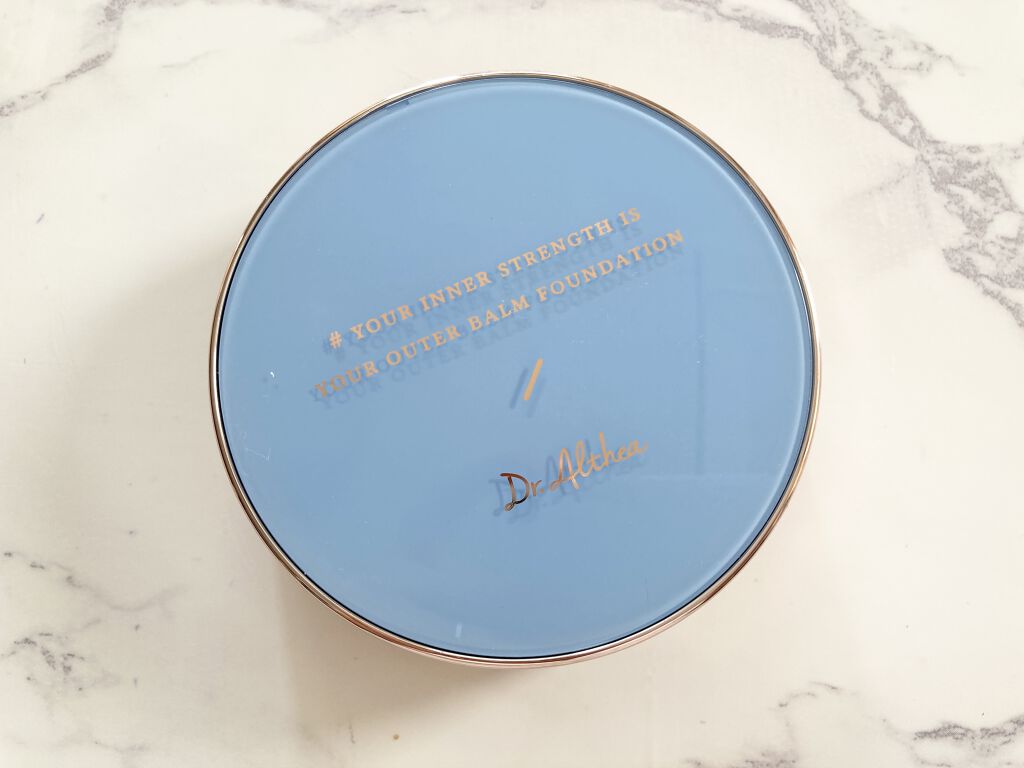 # YOUR INNER STRENGTH IS
YOUR OUTER BALM FOUNDATION
/
Dr. Althea